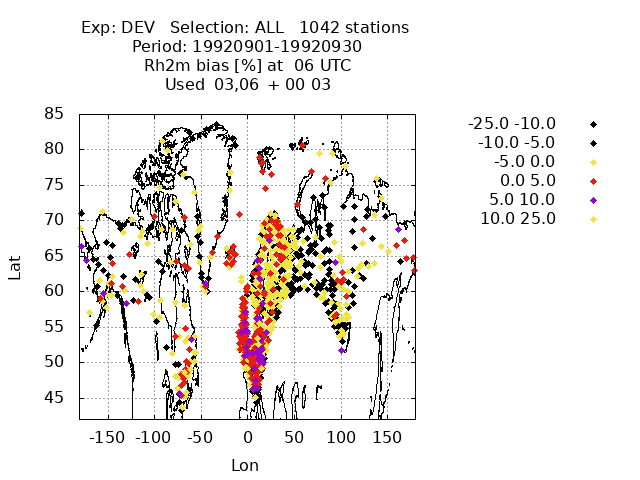 Exp: DEV   Selection: ALL   1042 stations
Period: 19920901-19920930
Rh2m bias [%] at  06 UTC
Used  03,06  + 00 03
85
80
75
70
65
60
55
50
45
Lat
-150 -100 -50 0 50 100 150
Lon
-25.0 -10.0
-10.0 -5.0
-5.0 0.0
0.0 5.0
5.0 10.0
10.0 25.0